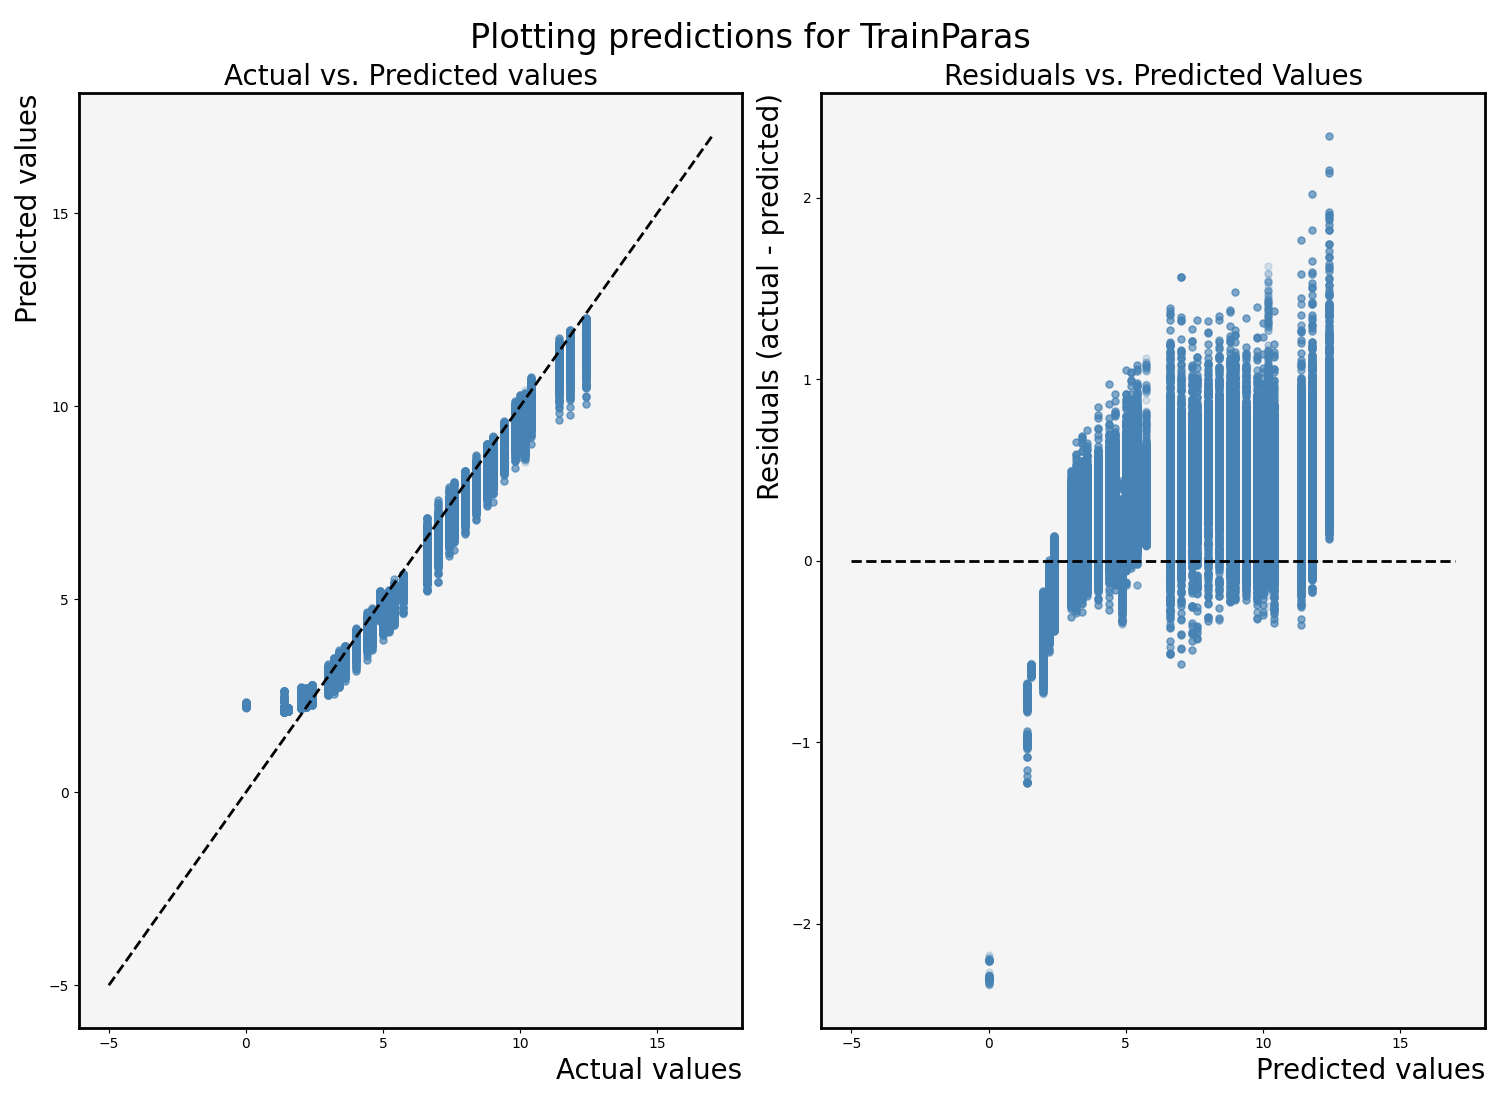 Plotting predictions for TrainParas
Actual vs. Predicted values
Predicted values
15
10
5
0
−5
−5 0 5 10 15
Actual values
Residuals vs. Predicted Values
Residuals (actual - predicted)
2
1
0
−1
−2
−5 0 5 10 15
Predicted values